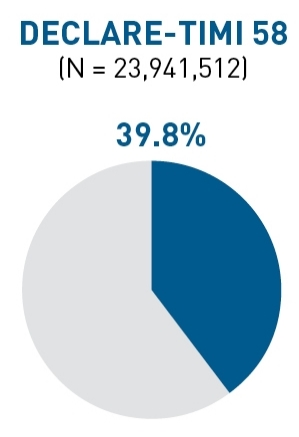 DECLARE-TIMI 58
(N = 23,941,512)
39.8%